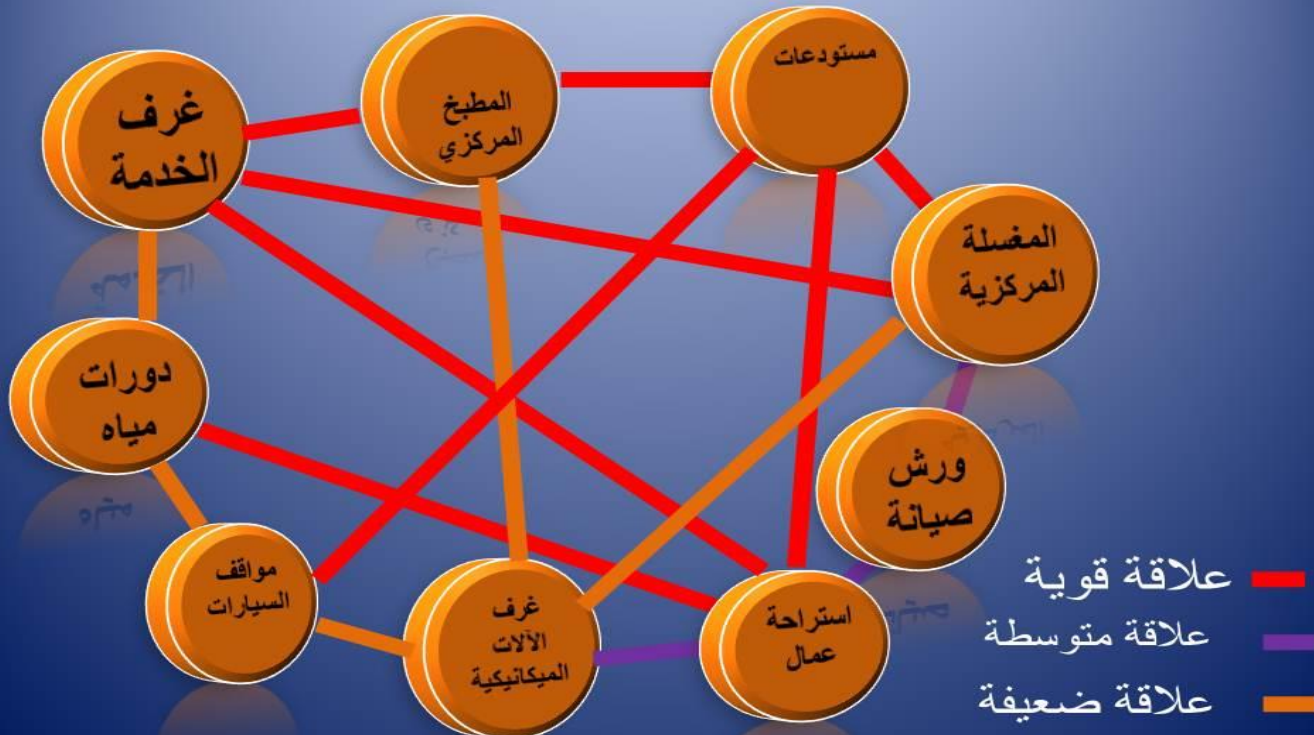 مستودعات
المطبخ
المركزي
غرف
الخدمة
المغسلة
المركزية
دورات
مياه
ورش
صيانة
مواقف
السيارات
غرف
الآلات
الميكانيكية
استراحة
عمال
علاقة قوية
علاقة متوسطة
علاقة ضعيفة